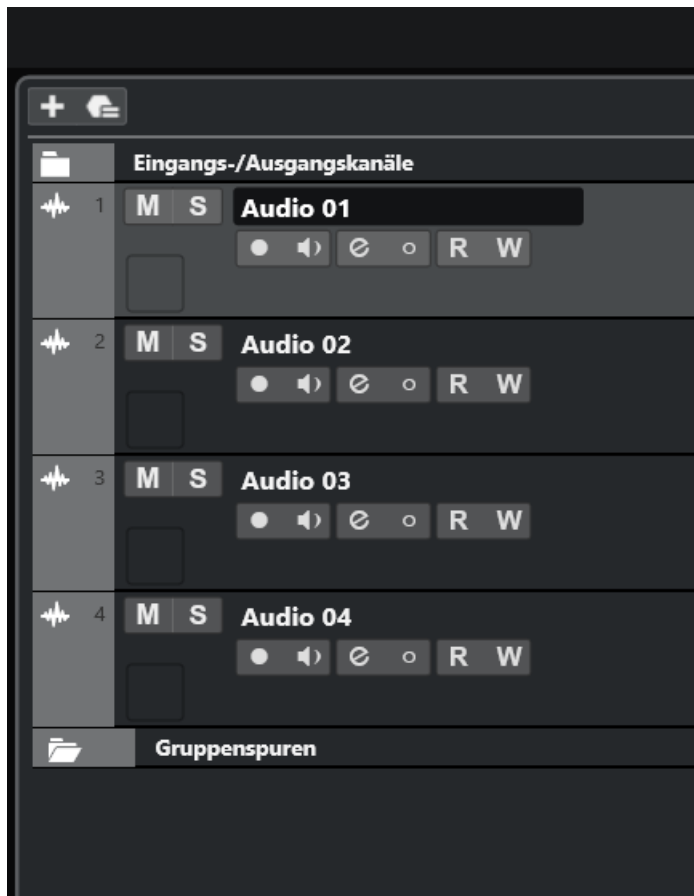 Eingangs-/Ausgangskanäle
1 M S Audio 01
R W
2 M S Audio 02
R W
3 M S Audio 03
R W
4 M S Audio 04
R W
Gruppenspuren